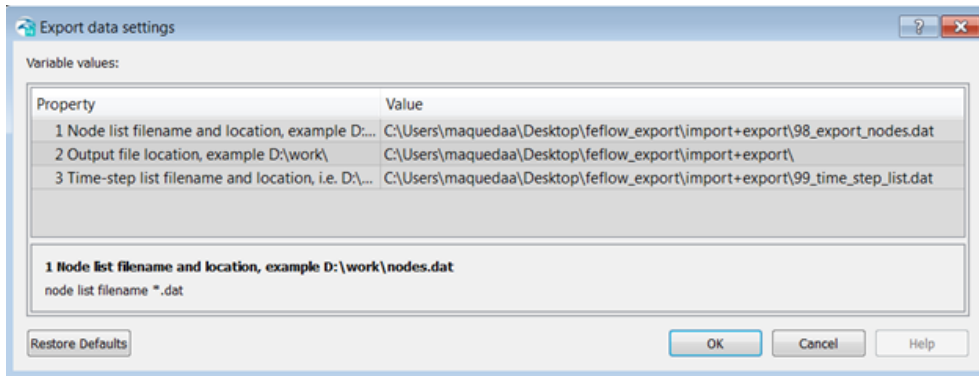 Export data settings
Variable values:
Property Value
1 Node list filename and location, example D:... C:\Users\maquedaa\Desktop\feflow_export\import+export\98_export_nodes.dat
2 Output file location, example D:\work\ C:\Users\maquedaa\Desktop\feflow_export\import+export\
3 Time-step list filename and location, i.e. D:\... C:\Users\maquedaa\Desktop\feflow_export\import+export\99_time_step_list.dat
1 Node list filename and location, example D:\work\nodes.dat
node list filename *.dat
Restore Defaults OK Cancel Help